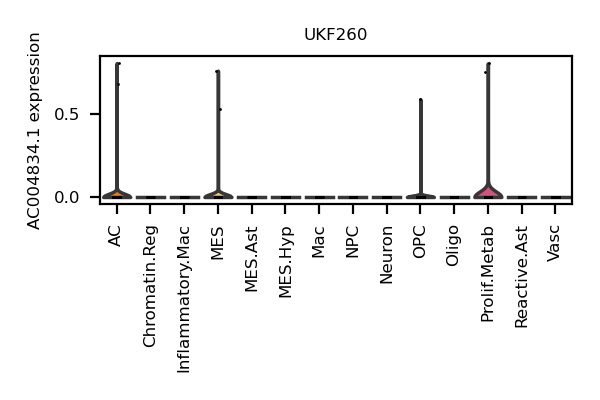 UKF260
AC004834.1 expression
0.5
0.0
AC
Chromatin.Reg
Inflammatory.Mac
MES
MES.Ast
MES.Hyp
Mac
NPC
Neuron
OPC
Oligo
Prolif.Metab
Reactive.Ast
Vasc